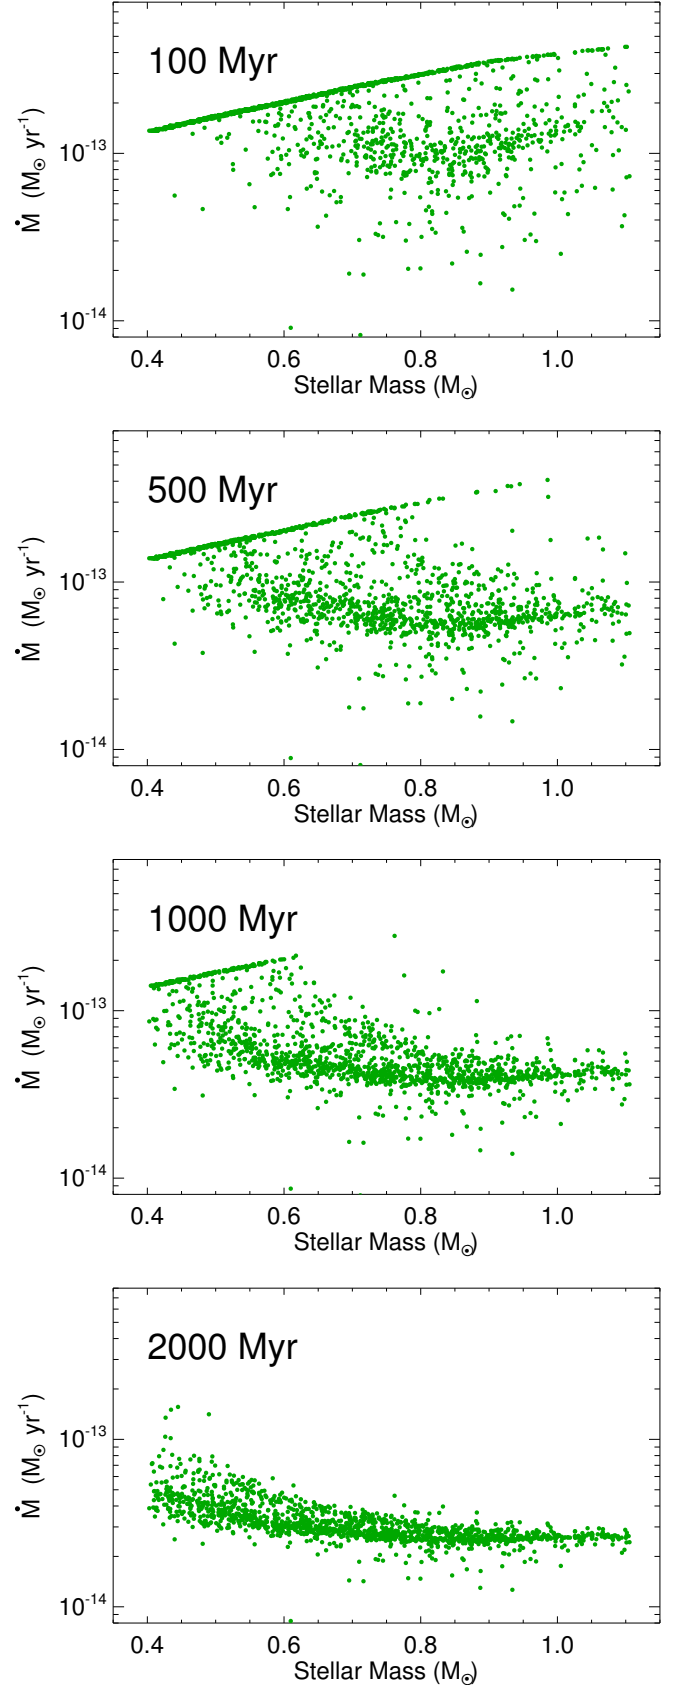 100 Myr
10⁻¹³
10⁻¹⁴
Ṁ (M☉ yr⁻¹)
0.4 0.6 0.8 1.0
Stellar Mass (M☉)
500 Myr
10⁻¹³
10⁻¹⁴
Ṁ (M☉ yr⁻¹)
0.4 0.6 0.8 1.0
Stellar Mass (M☉)
1000 Myr
10⁻¹³
10⁻¹⁴
Ṁ (M☉ yr⁻¹)
0.4 0.6 0.8 1.0
Stellar Mass (M☉)
2000 Myr
10⁻¹³
10⁻¹⁴
Ṁ (M☉ yr⁻¹)
0.4 0.6 0.8 1.0
Stellar Mass (M☉)